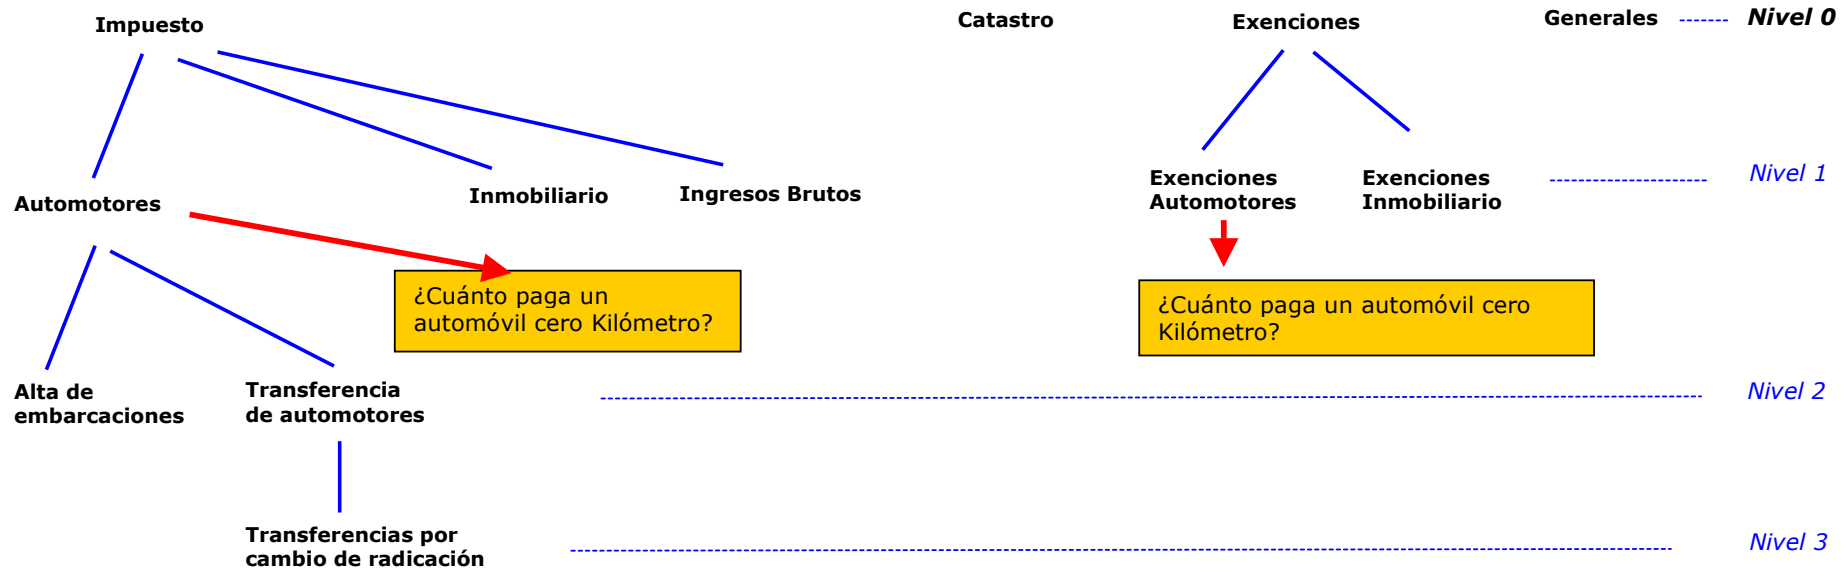 Impuesto
Catastro
Exenciones
Generales
Nivel 0
Automotores
Inmobiliario
Ingresos Brutos
Exenciones
Automotores
Exenciones
Inmobiliario
Nivel 1
¿Cuánto paga un
automóvil cero Kilómetro?
¿Cuánto paga un automóvil cero
Kilómetro?
Alta de
embarcaciones
Transferencia
de automotores
Nivel 2
Transferencias por
cambio de radicación
Nivel 3